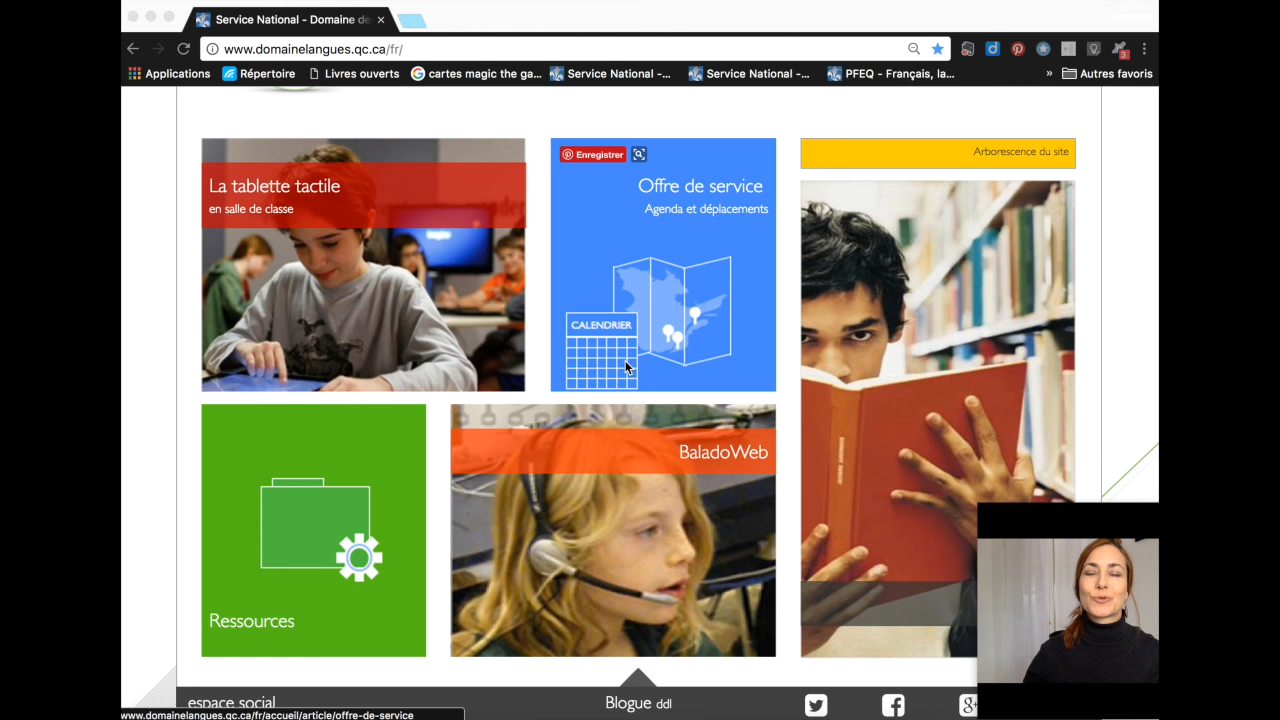 Service National - Domaine de
www.domainelangues.qc.ca/fr/
Applications
Répertoire
Livres ouverts
cartes magic the ga...
Service National -...
Service National -...
PFEQ - Français, la...
»
Autres favoris
La tablette tactile
en salle de classe
Enregistrer
Offre de service
Agenda et déplacements
CALENDRIER
Arborescence du site
Ressources
BaladoWeb
espace social
Blogue ddl
www.domainelangues.qc.ca/fr/accueil/article/offre-de-service